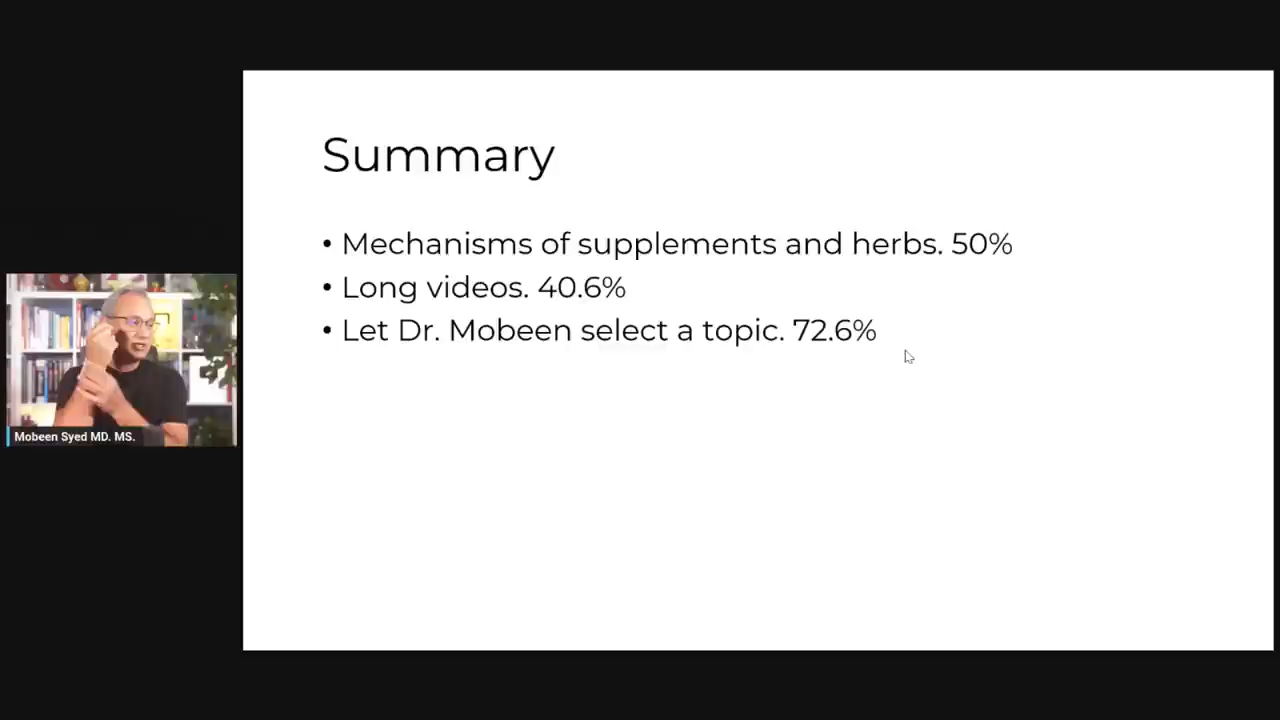 Summary
• Mechanisms of supplements and herbs. 50%
• Long videos. 40.6%
• Let Dr. Mobeen select a topic. 72.6%
Mobeen Syed MD. MS.